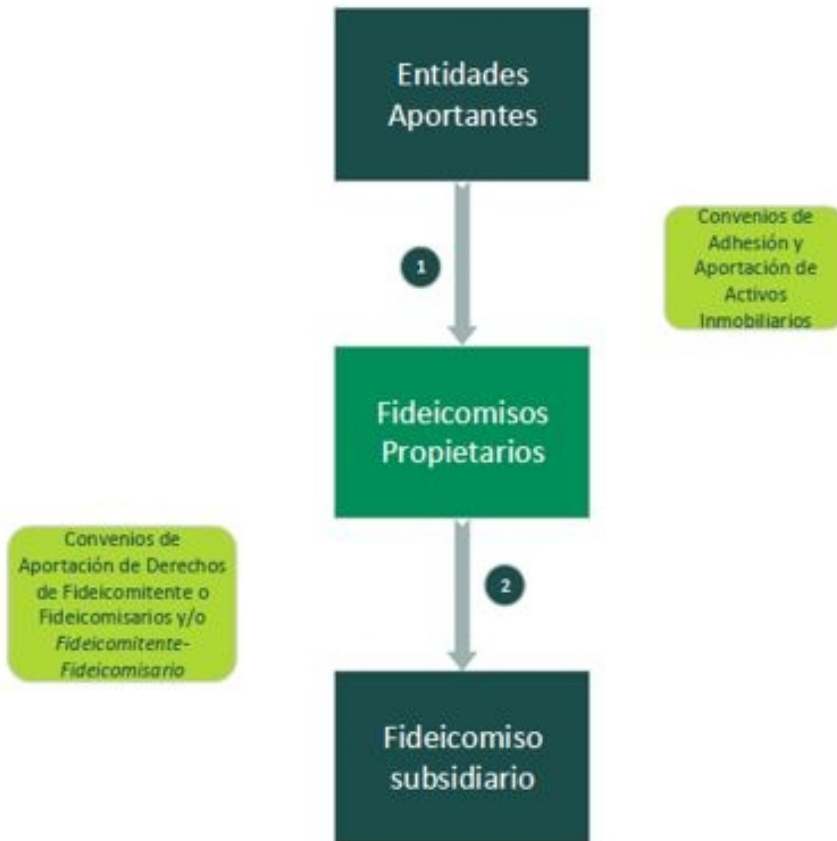 Entidades
Aportantes
Convenios de
Adhesión y
Aportación de
Activos
Inmobiliarios
1
Fideicomisos
Propietarios
Convenios de
Aportación de Derechos
de Fideicomitente o
Fideicomisarios y/o
Fideicomitente-
Fideicomisario
2
Fideicomiso
subsidiario